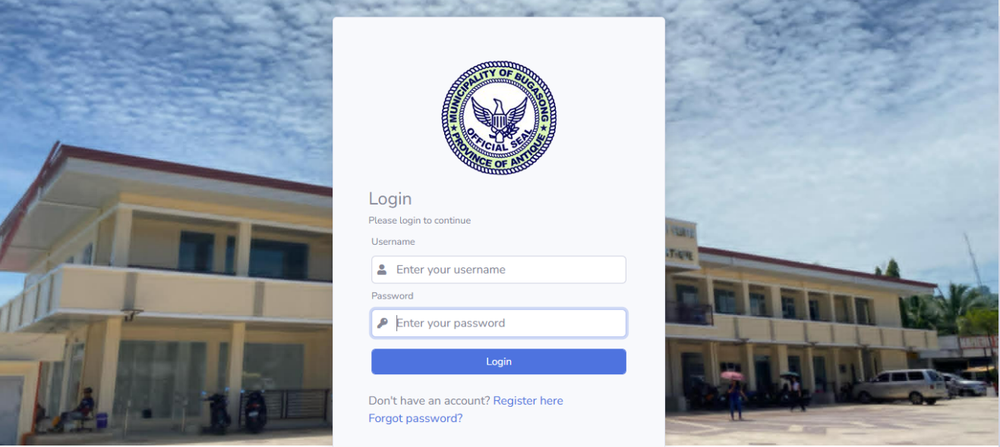 MUNICIPALITY OF BUGASONG
OFFICIAL SEAL
PROVINCE OF ANTIQUE
Login
Please login to continue
Username
Enter your username
Password
Enter your password
Login
Don't have an account? Register here
Forgot password?